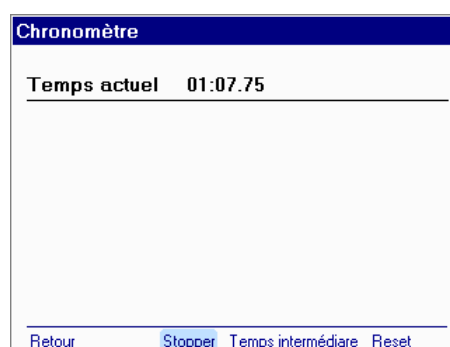 Chronomètre
Temps actuel 01:07.75
Retour Stopper Temps intermédiare Reset